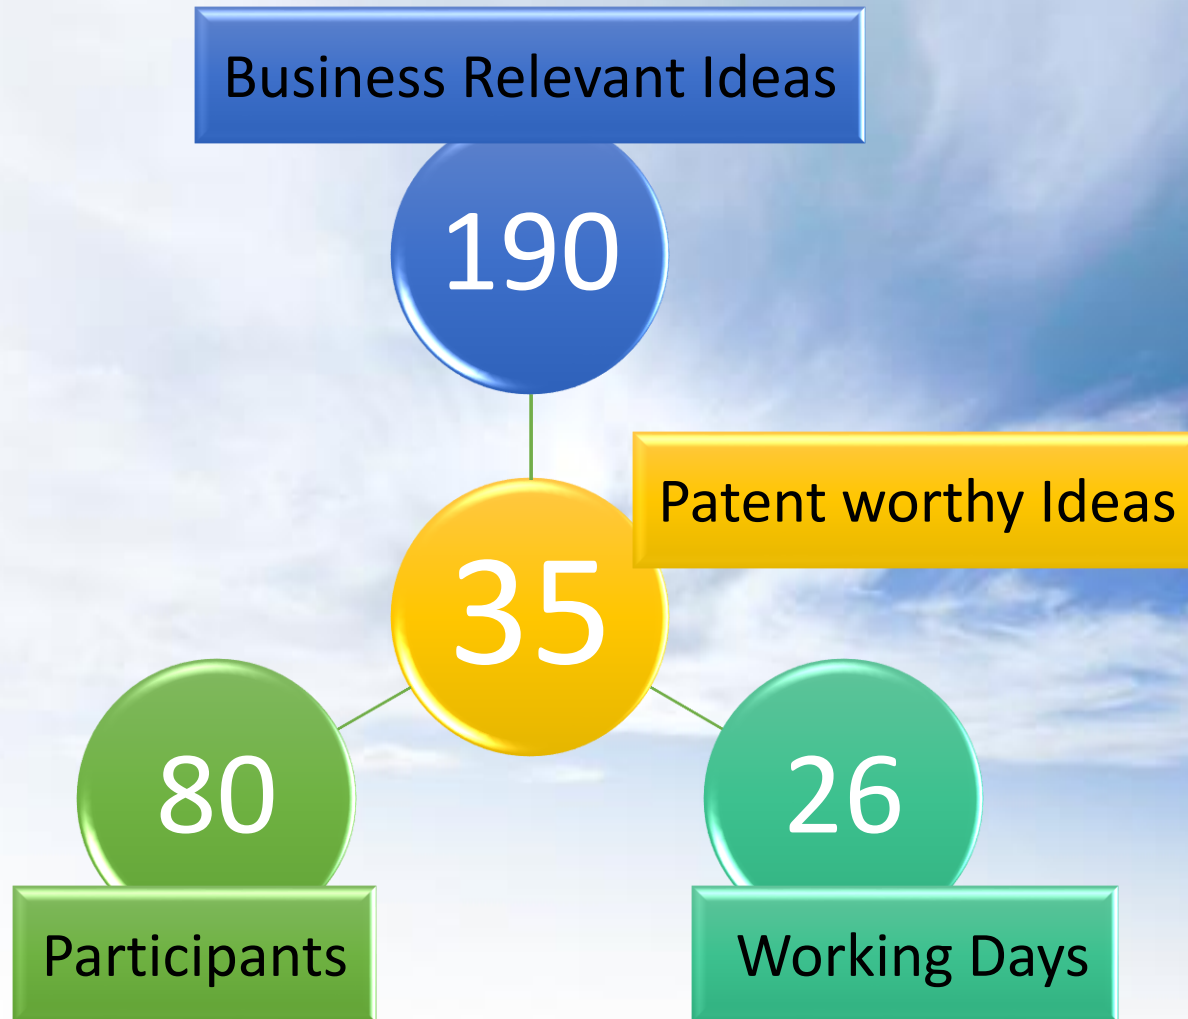 Business Relevant Ideas
190
Patent worthy Ideas
35
80
26
Participants
Working Days